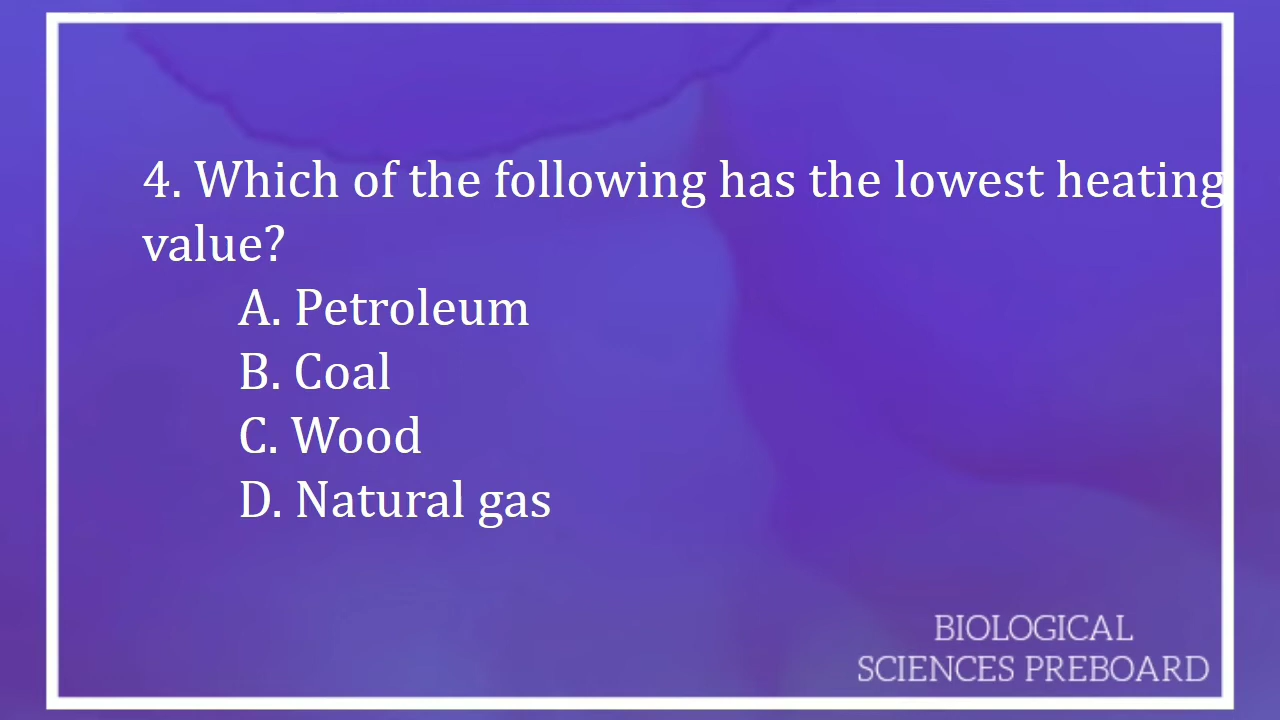 4. Which of the following has the lowest heating
value?
A. Petroleum
B. Coal
C. Wood
D. Natural gas
BIOLOGICAL
SCIENCES PREBOARD